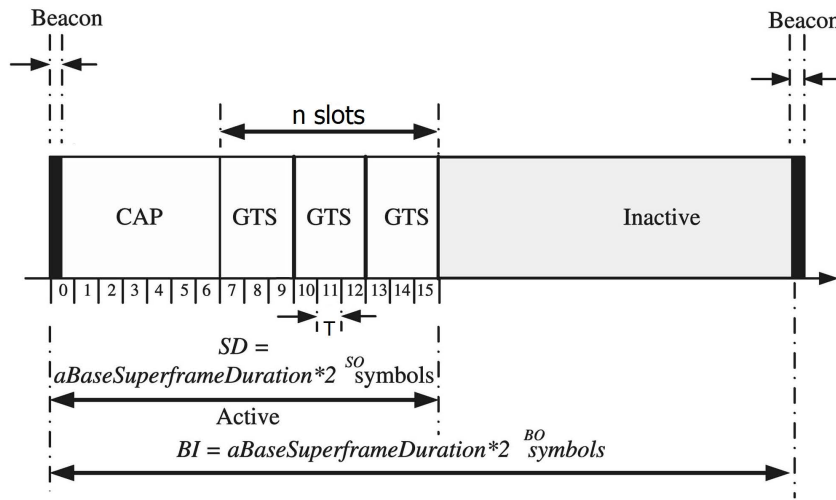 Beacon
Beacon
n slots
CAP
GTS
GTS
GTS
Inactive
0 1 2 3 4 5 6 7 8 9 10 11 12 13 14 15
T
SD =
aBaseSuperframeDuration*2 SO symbols
Active
BI = aBaseSuperframeDuration*2 BO symbols